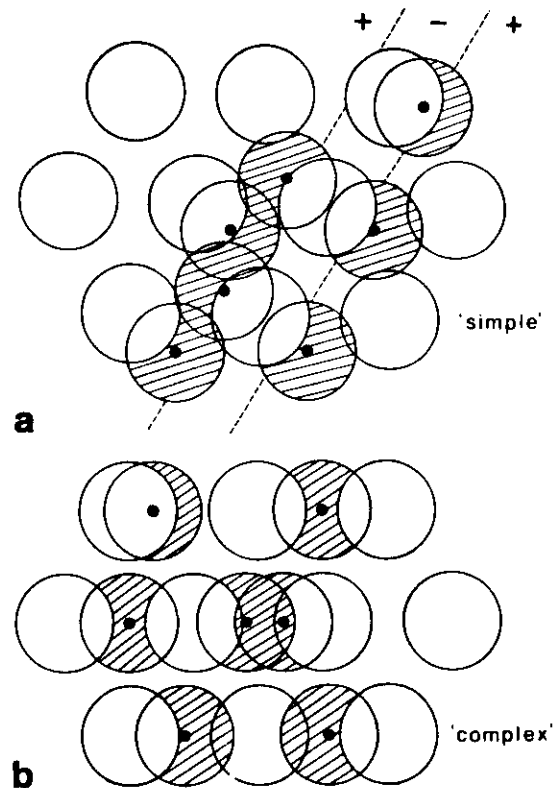 + - +
'simple'
a
'complex'
b